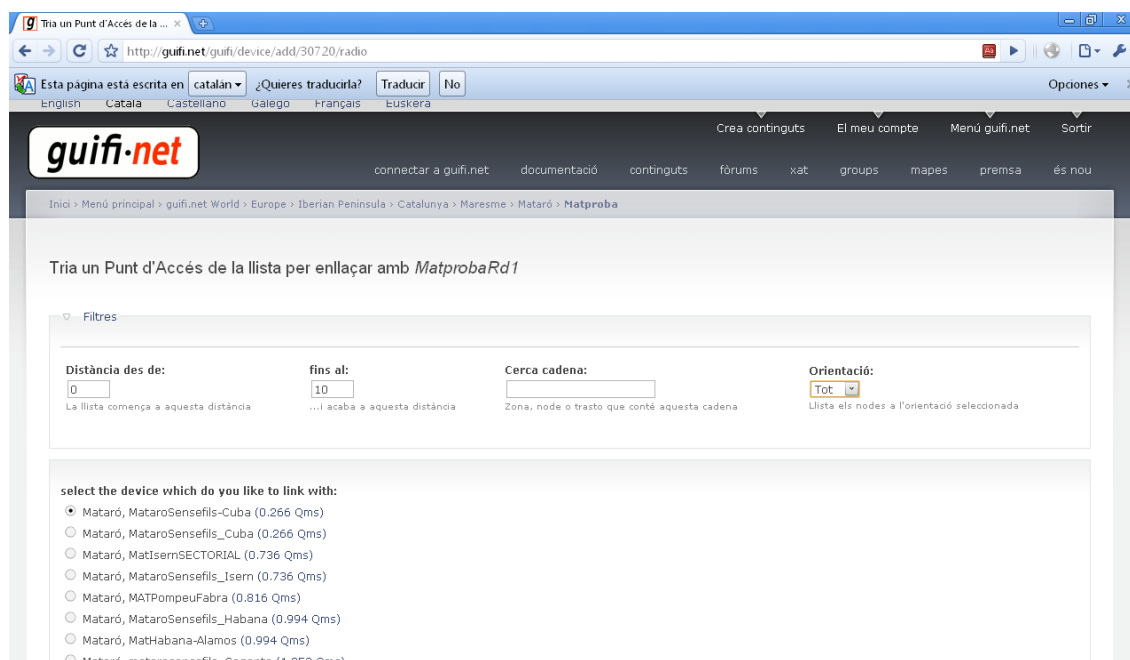 Tria un Punt d'Accés de la ...
http://guifi.net/guifi/device/add/30720/radio
Esta página está escrita en catalán ¿Quieres traducirla? Traducir No Opciones
English Català Castellano Galego Français Euskera
Crea continguts El meu compte Menú guifi.net Sortir
guifi·net
connectar a guifi.net documentació continguts fòrums xat groups mapes premsa és nou
Inici > Menú principal > guifi.net World > Europe > Iberian Peninsula > Catalunya > Maresme > Mataró > Matproba
Tria un Punt d'Accés de la llista per enllaçar amb MatprobaRd1
Filtres
Distància des de: fins al: Cerca cadena: Orientació:
0 10 Tot
La llista comença a aquesta distància ...i acaba a aquesta distància Zona, node o trasto que conté aquesta cadena Llista els nodes a l'orientació seleccionada
select the device which do you like to link with:
Mataró, MataroSensefils-Cuba (0.266 Qms)
Mataró, MataroSensefils_Cuba (0.266 Qms)
Mataró, MatIsernSECTORIAL (0.736 Qms)
Mataró, MataroSensefils_Isern (0.736 Qms)
Mataró, MATPompeuFabra (0.816 Qms)
Mataró, MataroSensefils_Habana (0.994 Qms)
Mataró, MatHabana-Alamos (0.994 Qms)